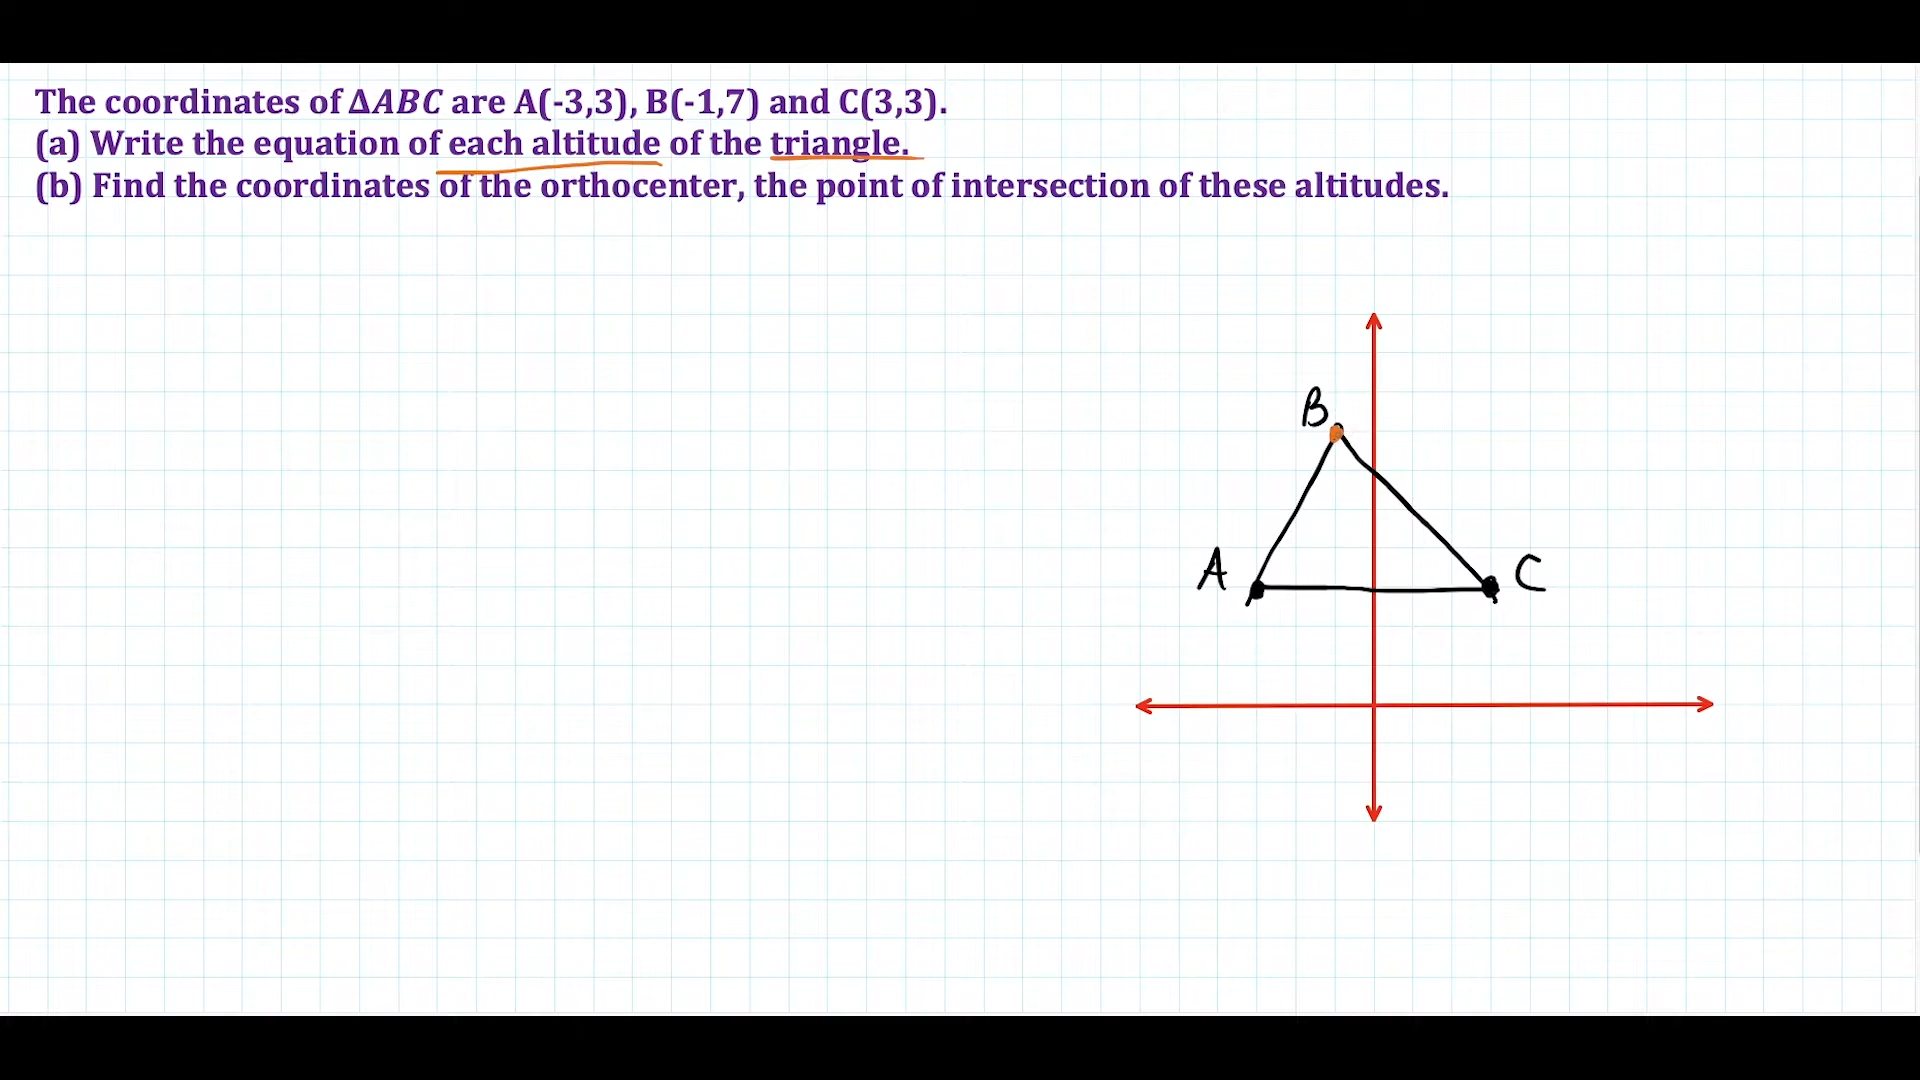 The coordinates of ΔABC are A(-3,3), B(-1,7) and C(3,3).
(a) Write the equation of each altitude of the triangle.
(b) Find the coordinates of the orthocenter, the point of intersection of these altitudes.
B
A
C